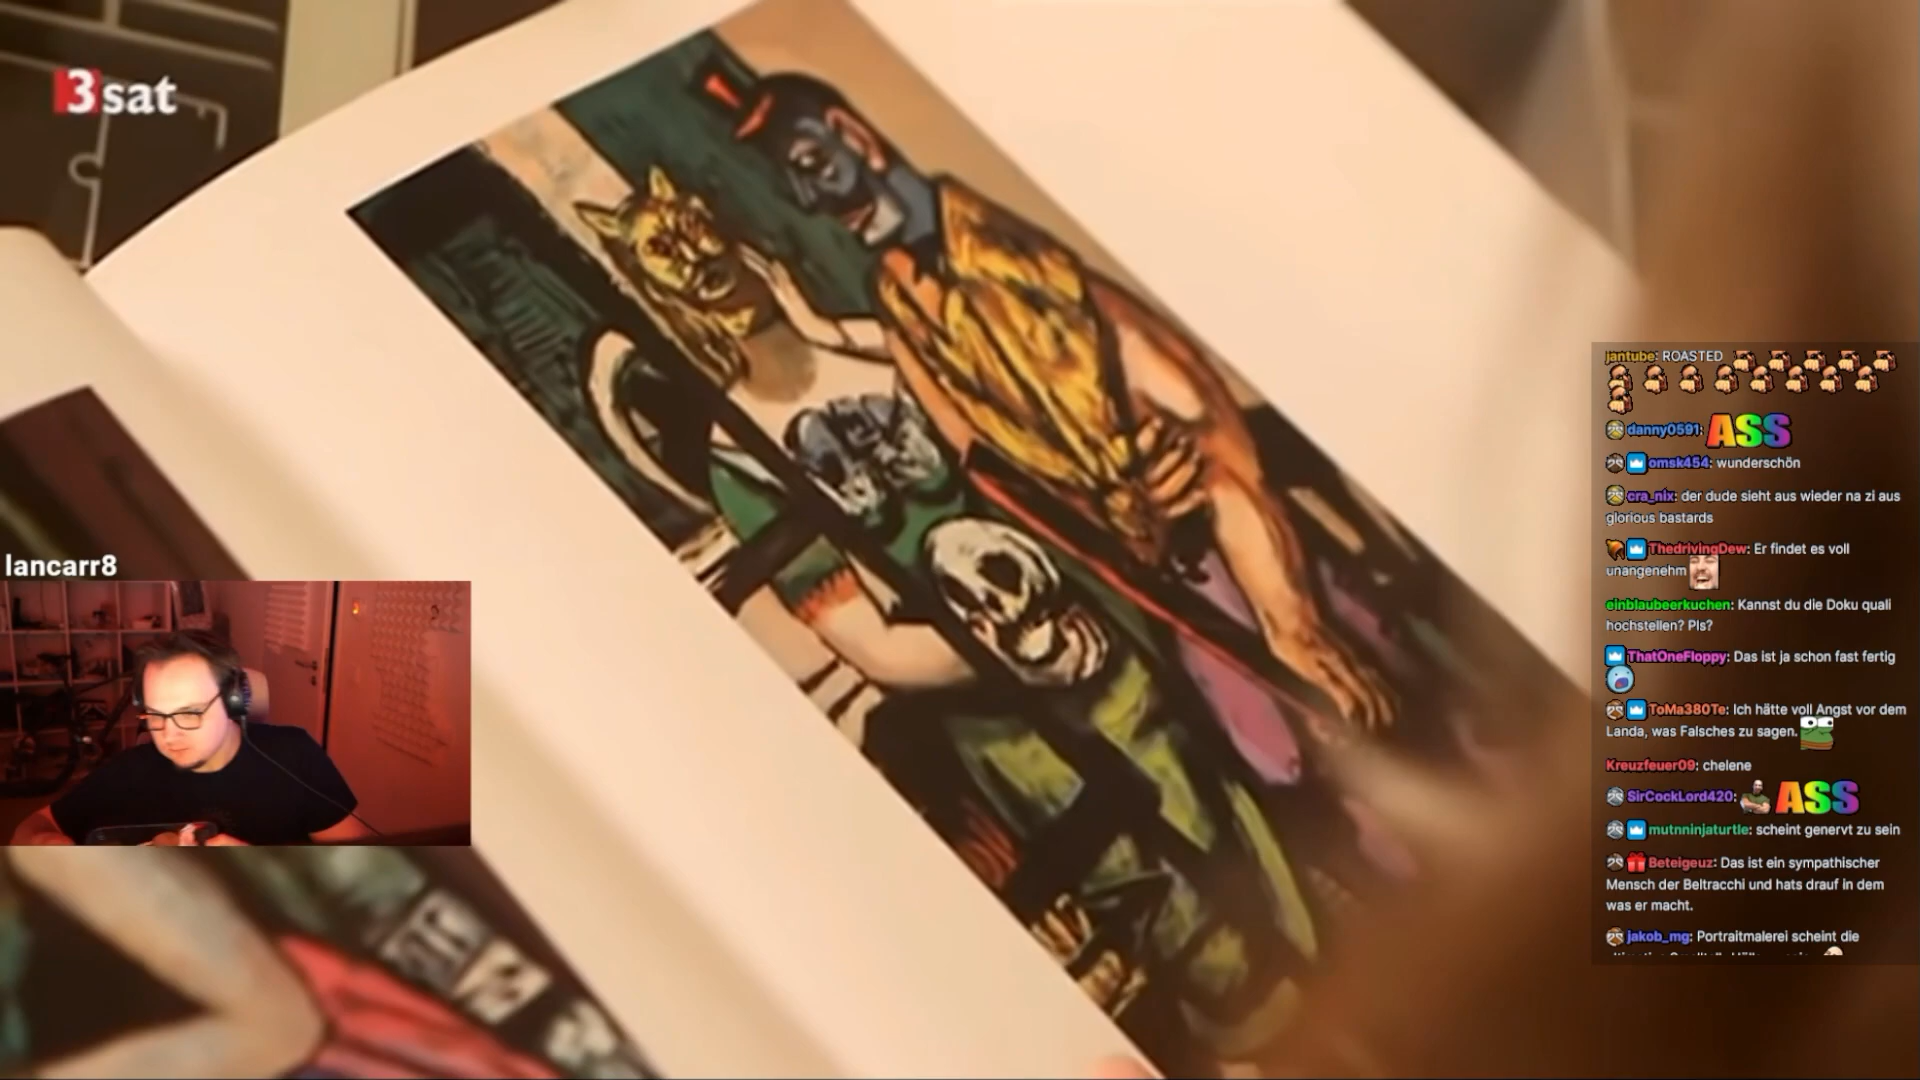 3sat
lancarr8
jantube: ROASTED
danny0591: ASS
omsk454: wunderschön
cra_nix: der dude sieht aus wieder na zi aus
glorious bastards
ThedrivingDew: Er findet es voll
unangenehm
einblaubeerkuchen: Kannst du die Doku quali
hochstellen? Pls?
ThatOneFloppy: Das ist ja schon fast fertig
ToMa380Te: Ich hätte voll Angst vor dem
Landa, was Falsches zu sagen.
Kreuzfeuer09: chelene
SirCockLord420: ASS
mutnninjaturtle: scheint genervt zu sein
Beteigeuz: Das ist ein sympathischer
Mensch der Beltracchi und hats drauf in dem
was er macht.
jakob_mg: Portraitmalerei scheint die